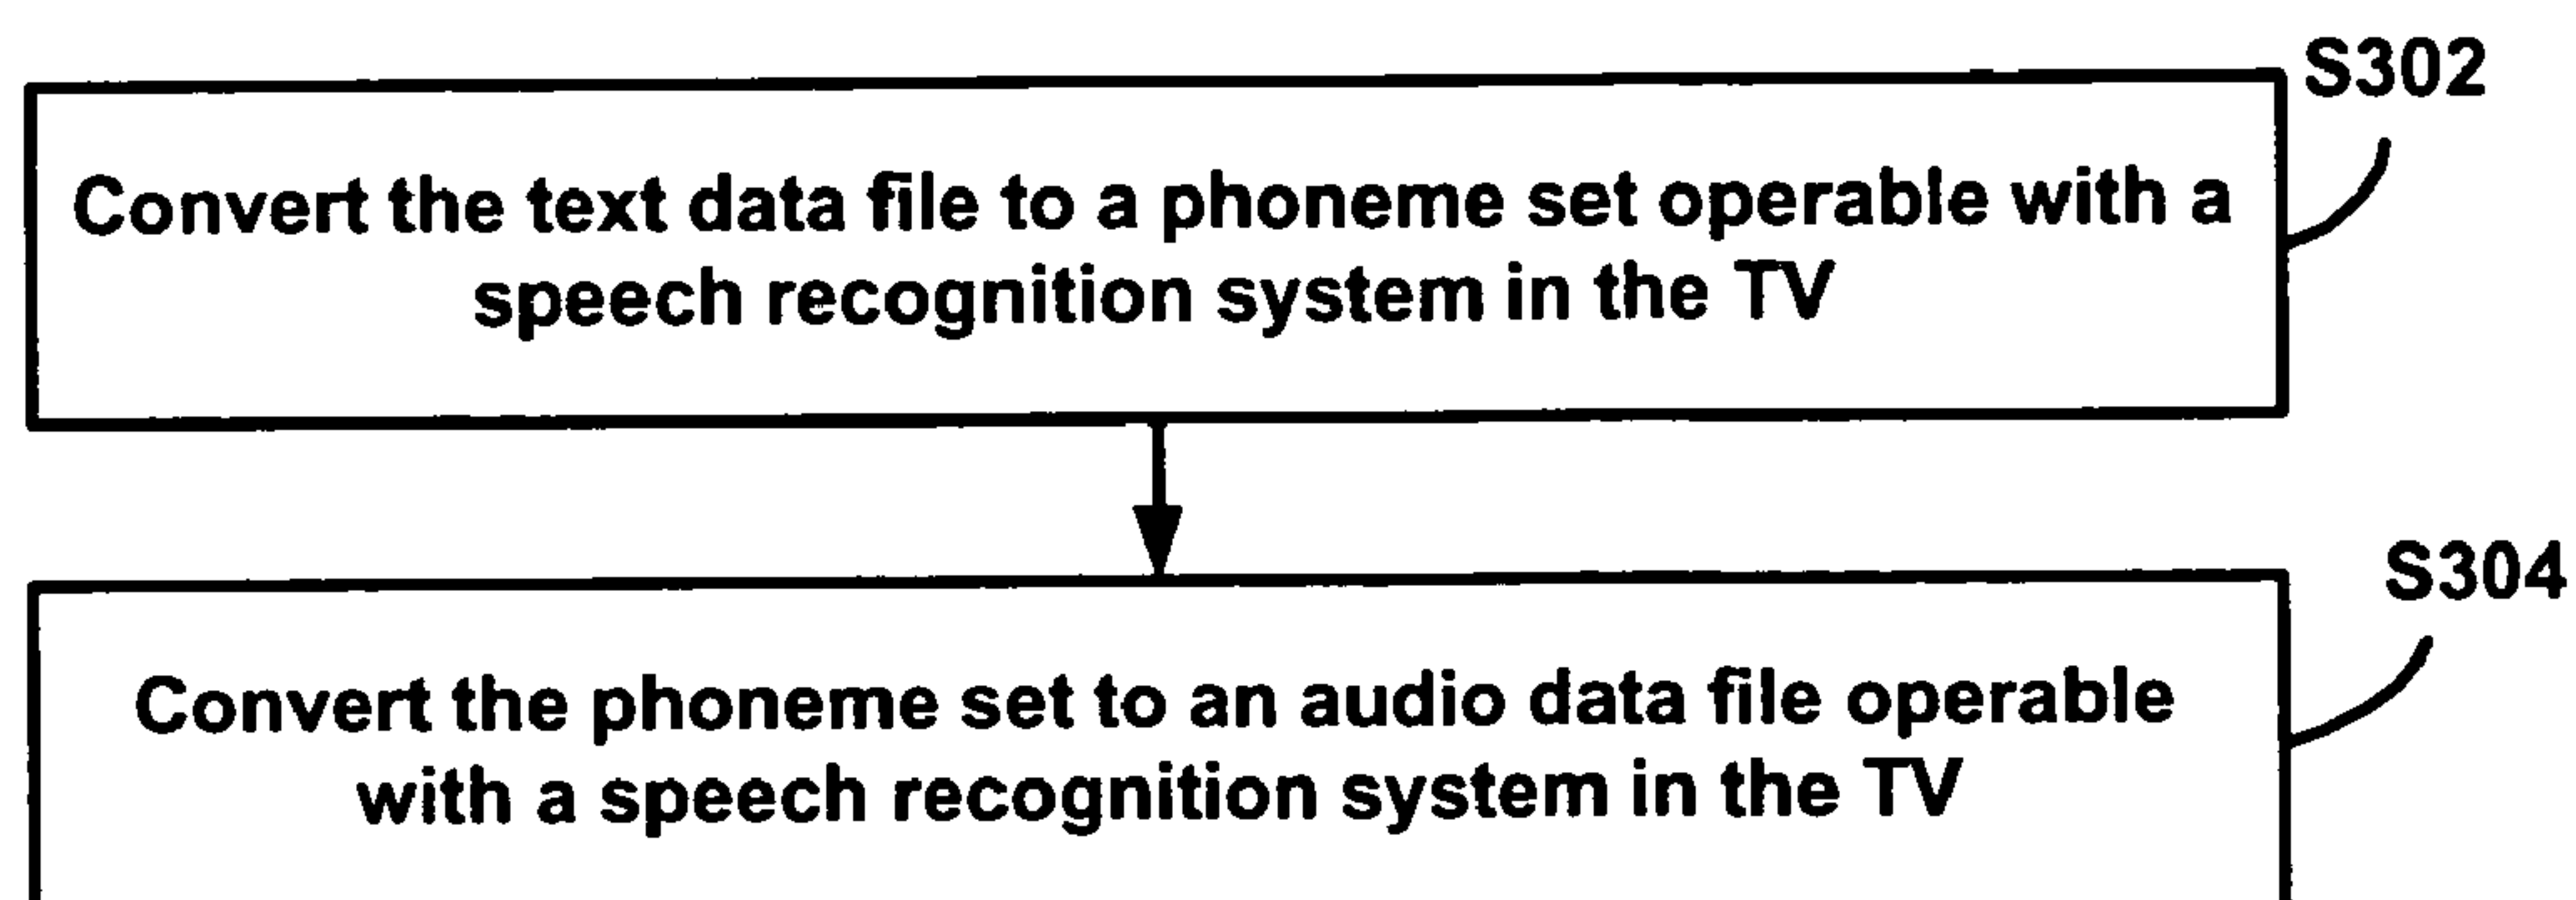 S302
Convert the text data file to a phoneme set operable with a
speech recognition system in the TV
S304
Convert the phoneme set to an audio data file operable
with a speech recognition system in the TV